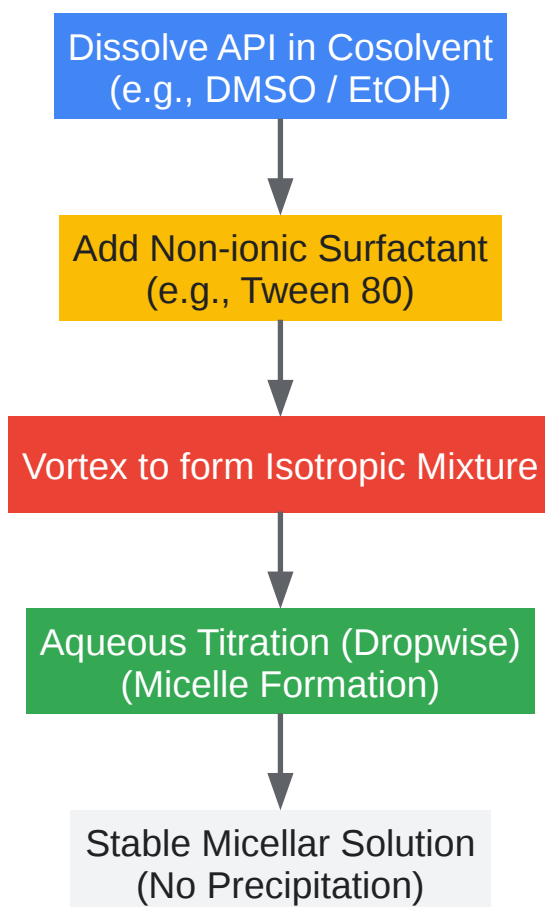 Dissolve API in Cosolvent
(e.g., DMSO / EtOH)
Add Non-ionic Surfactant
(e.g., Tween 80)
Vortex to form Isotropic Mixture
Aqueous Titration (Dropwise)
(Micelle Formation)
Stable Micellar Solution
(No Precipitation)